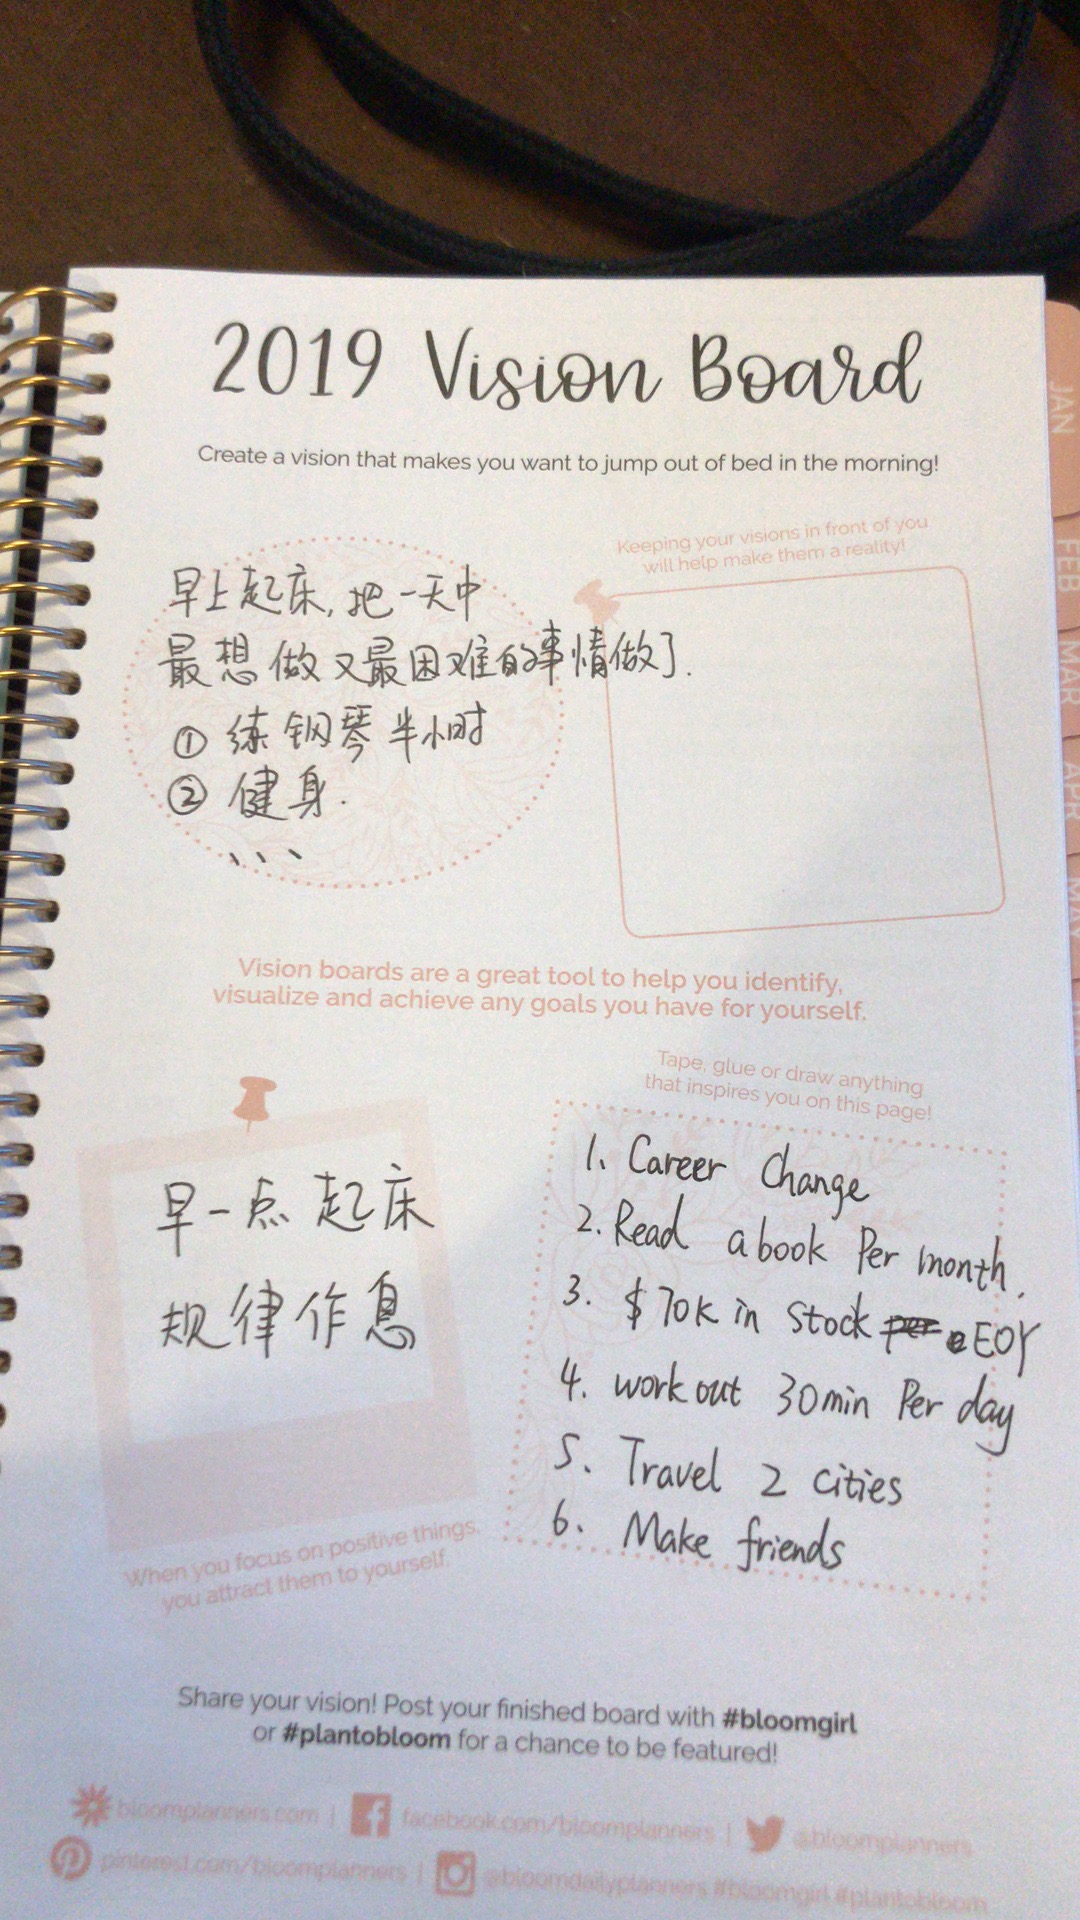 2019 Vision Board
Create a vision that makes you want to jump out of bed in the morning!
Keeping your visions in front of you
will help make them a reality!
早上起床,把一天中
最想做又最困难的事情做了.
① 练钢琴半小时
② 健身.
、、、
Vision boards are a great tool to help you identify,
visualize and achieve any goals you have for yourself.
Tape, glue or draw anything
that inspires you on this page!
早一点起床
规律作息
When you focus on positive things,
you attract them to yourself.
1. Career Change
2. Read a book Per month.
3. $70K in Stock per EOY
4. work out 30min Per day
5. Travel 2 cities
6. Make friends
Share your vision! Post your finished board with #bloomgirl
or #plantobloom for a chance to be featured!
bloomplanners.com | facebook.com/bloomplanners | @bloomplanners
pinterest.com/bloomplanners | @bloomdailyplanners #bloomgirl #plantobloom
JAN
FEB
MAR
APR
MAY